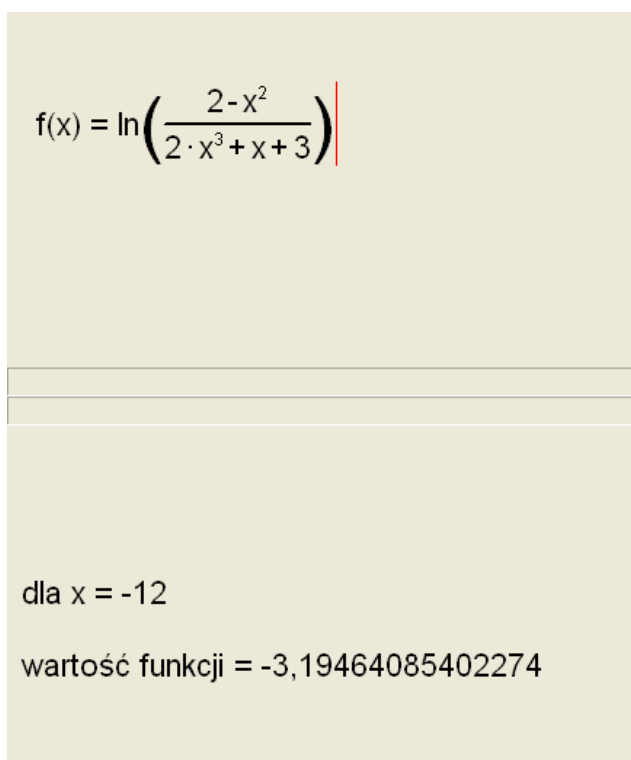 f(x) = ln(2-x² / 2·x³+x+3)
dla x = -12
wartość funkcji = -3,19464085402274